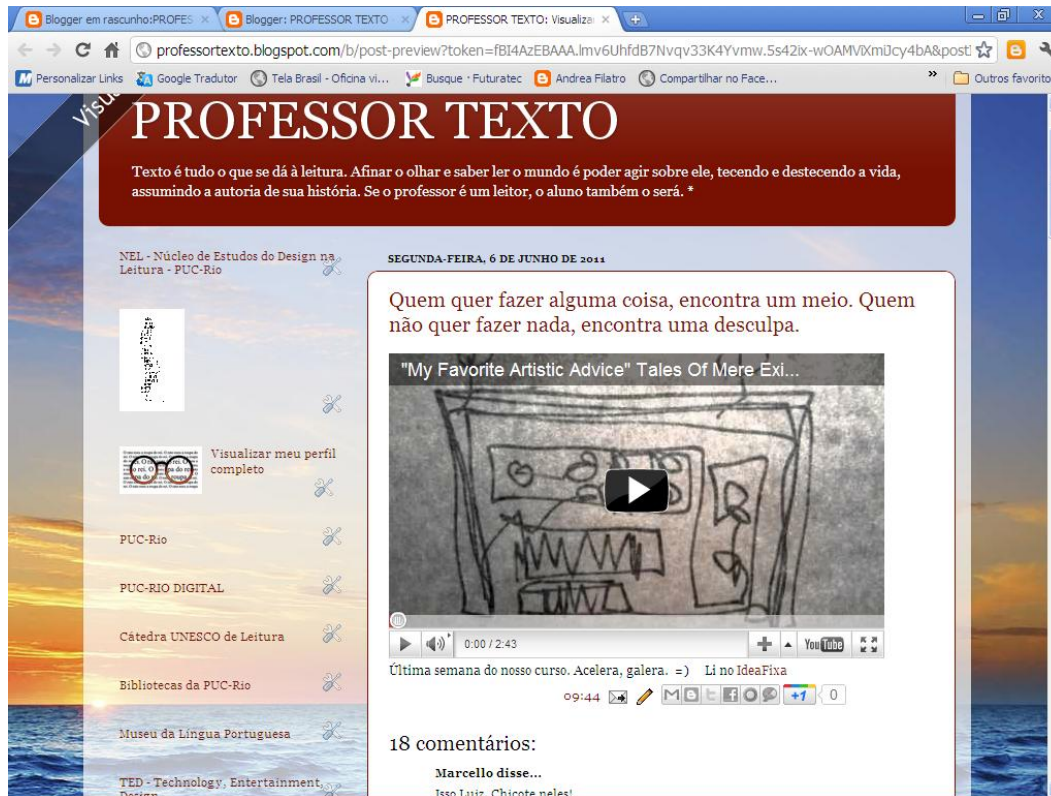 Blogger em rascunho:PROFES
Blogger: PROFESSOR TEXTO
PROFESSOR TEXTO: Visualiza
professortexto.blogspot.com/b/post-preview?token=
Personalizar Links
Google Tradutor
Tela Brasil - Oficina vi...
Busque · Futuratec
Andrea Filatro
Compartilhar no Face...
»
Outros favorito
PROFESSOR TEXTO
Texto é tudo o que se dá à leitura. Afinar o olhar e saber ler o mundo é poder agir sobre ele, tecendo e destecendo a vida,
assumindo a autoria de sua história. Se o professor é um leitor, o aluno também o será. *
NEL - Núcleo de Estudos do Design na
Leitura - PUC-Rio
Visualizar meu perfil
completo
PUC-Rio
PUC-RIO DIGITAL
Cátedra UNESCO de Leitura
Bibliotecas da PUC-Rio
Museu da Língua Portuguesa
TED - Technology, Entertainment,
Design
SEGUNDA-FEIRA, 6 DE JUNHO DE 2011
Quem quer fazer alguma coisa, encontra um meio. Quem
não quer fazer nada, encontra uma desculpa.
"My Favorite Artistic Advice" Tales Of Mere Exi...
0:00 / 2:43
YouTube
Última semana do nosso curso. Acelera, galera. =) Li no IdeaFixa
09:44
+1
0
18 comentários:
Marcello disse...
Isso Luiz. Chicote neles!